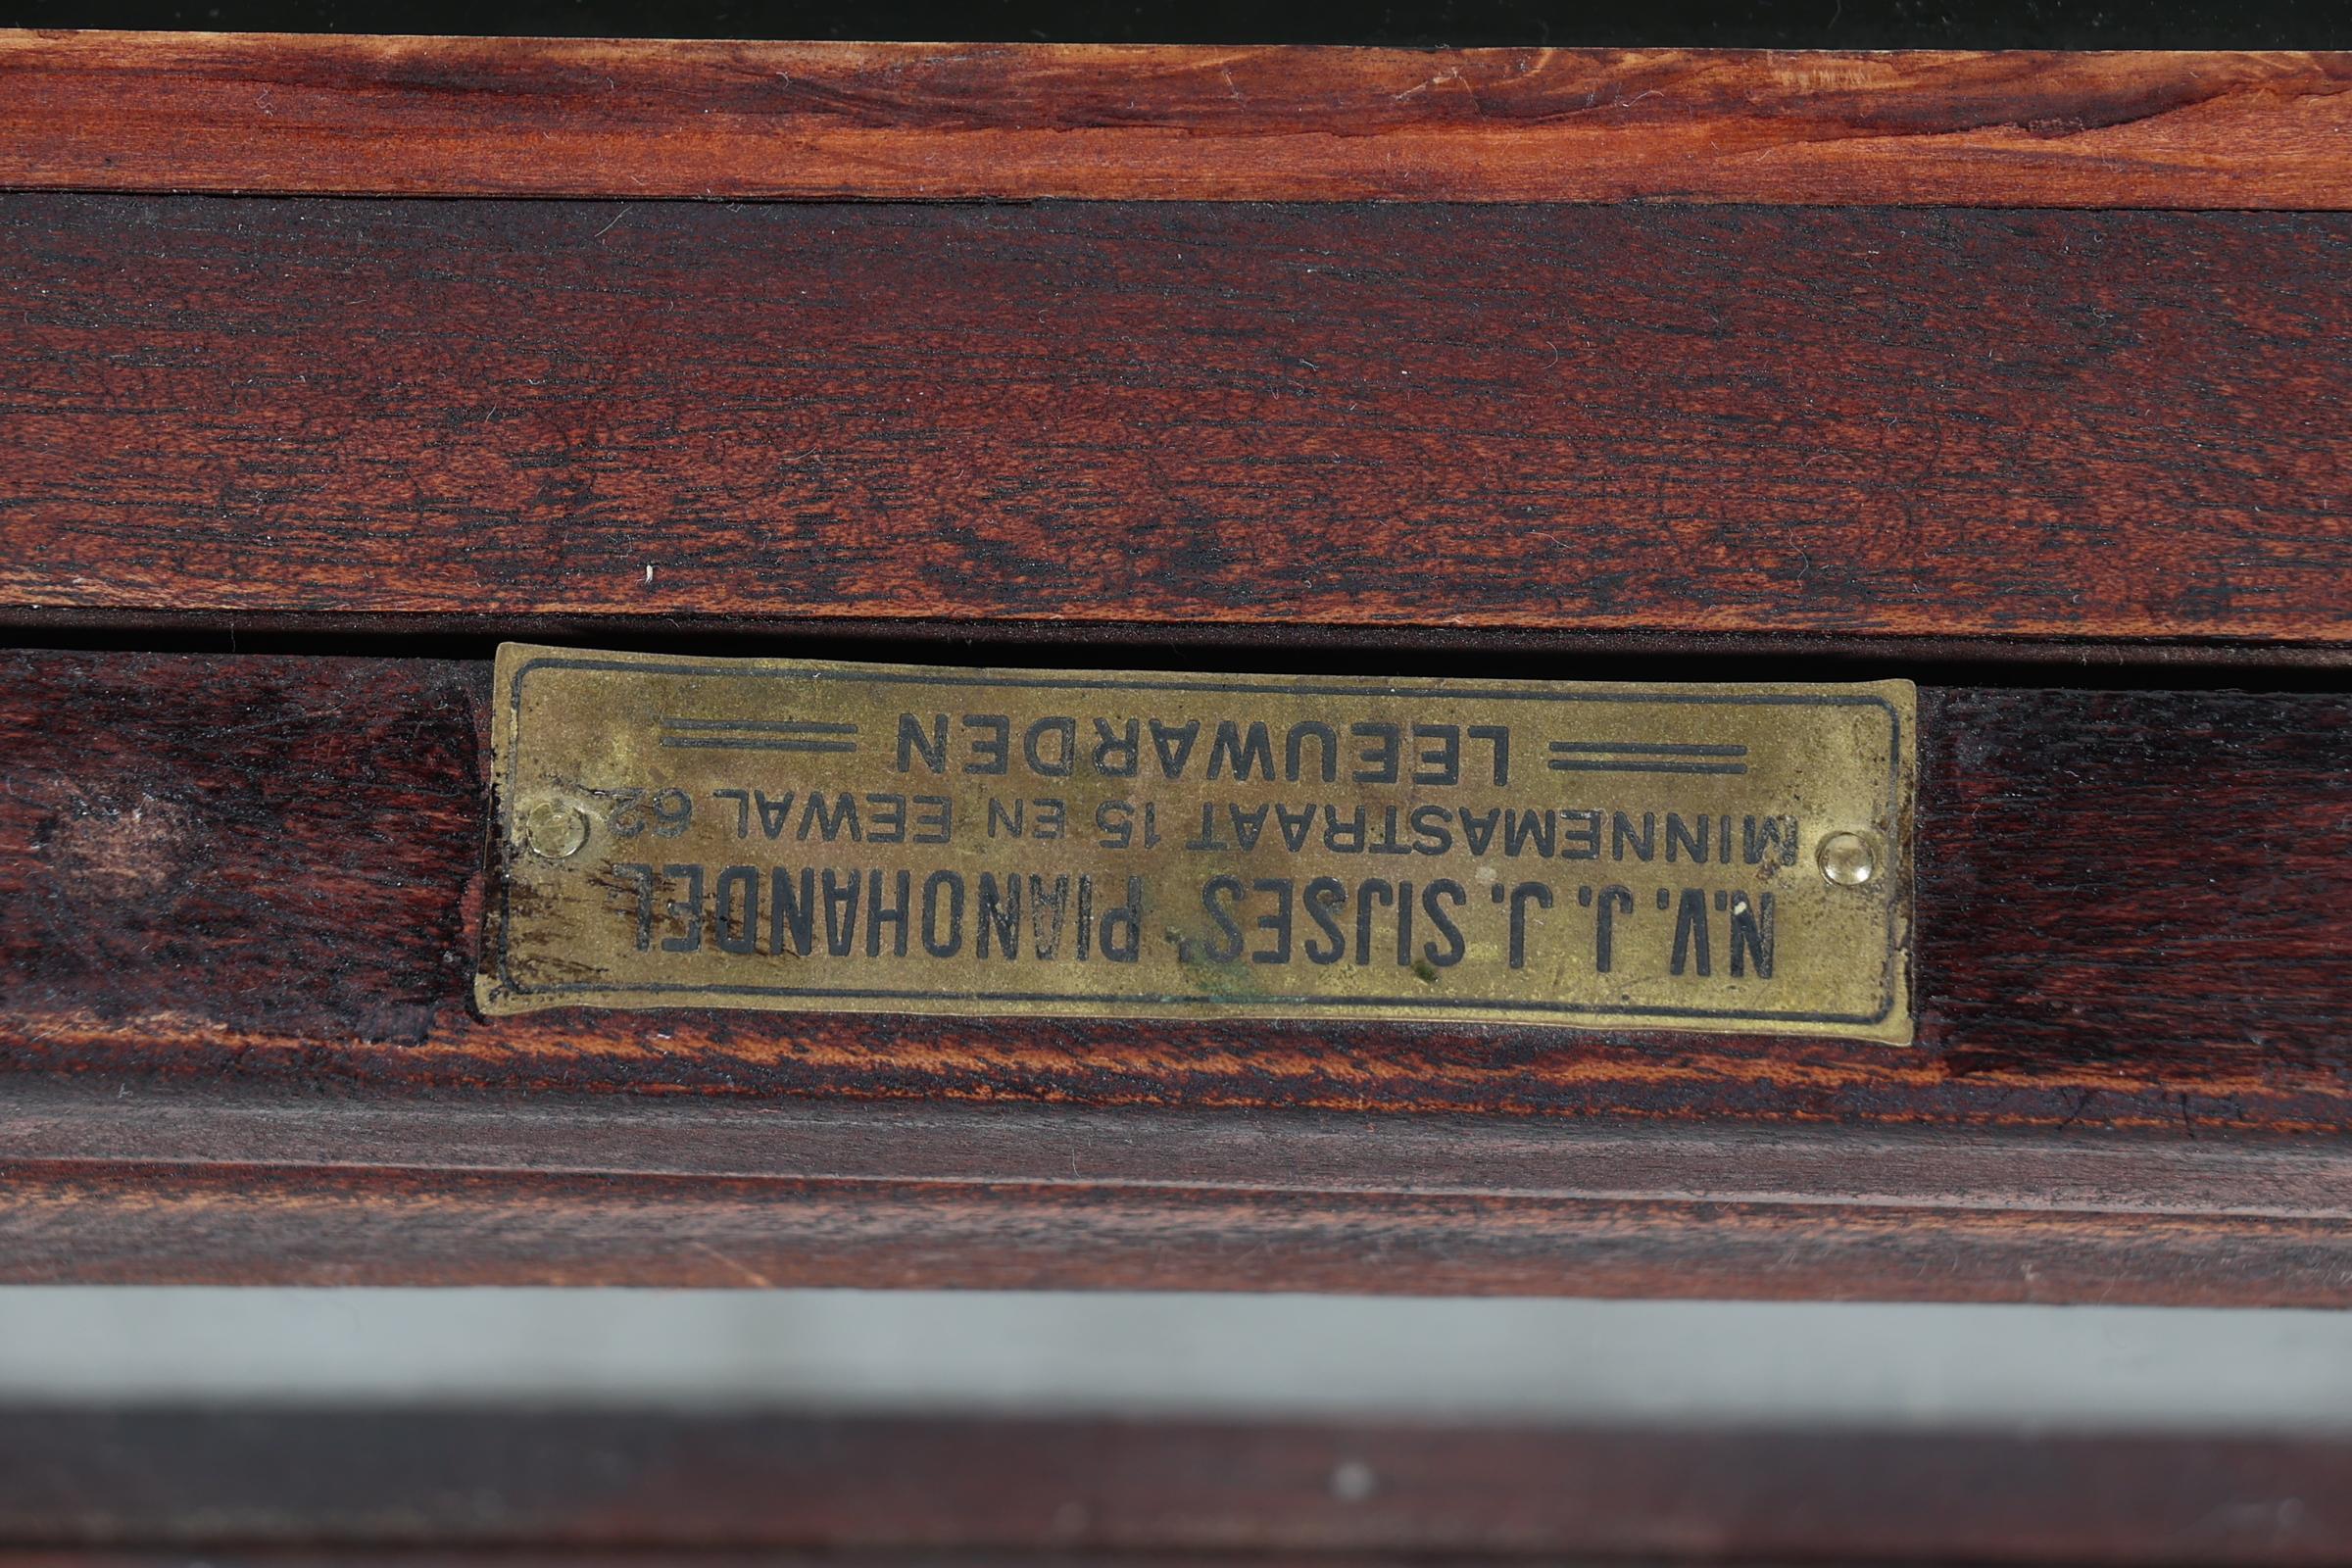 N.V. J. J. SIJSES' PIANOHANDEL
MINNEMASTRAAT 15 EN EEWAL 62
LEEUWARDEN